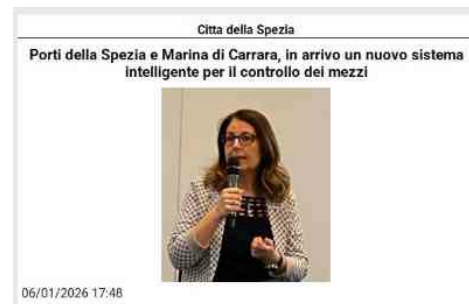 Citta della Spezia
Porti della Spezia e Marina di Carrara, in arrivo un nuovo sistema
intelligente per il controllo dei mezzi
06/01/2026 17:48